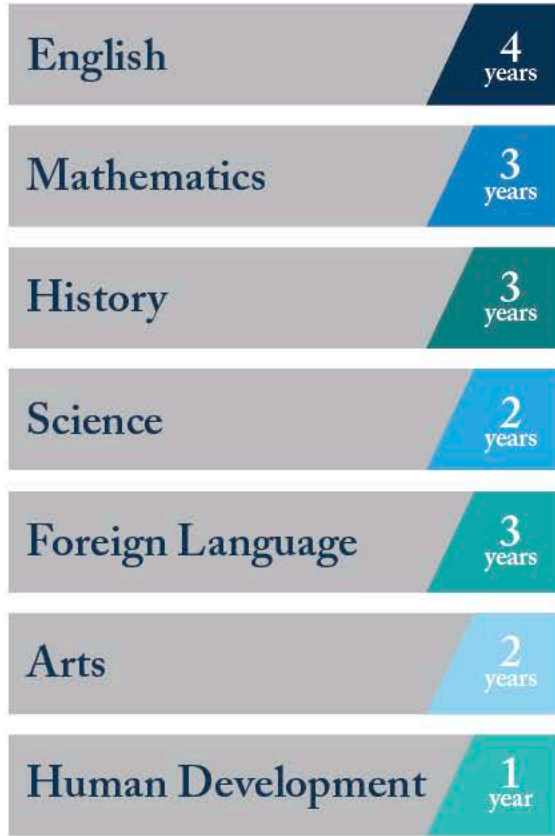 English
4
years
Mathematics
3
years
History
3
years
Science
2
years
Foreign Language
3
years
Arts
2
years
Human Development
1
year